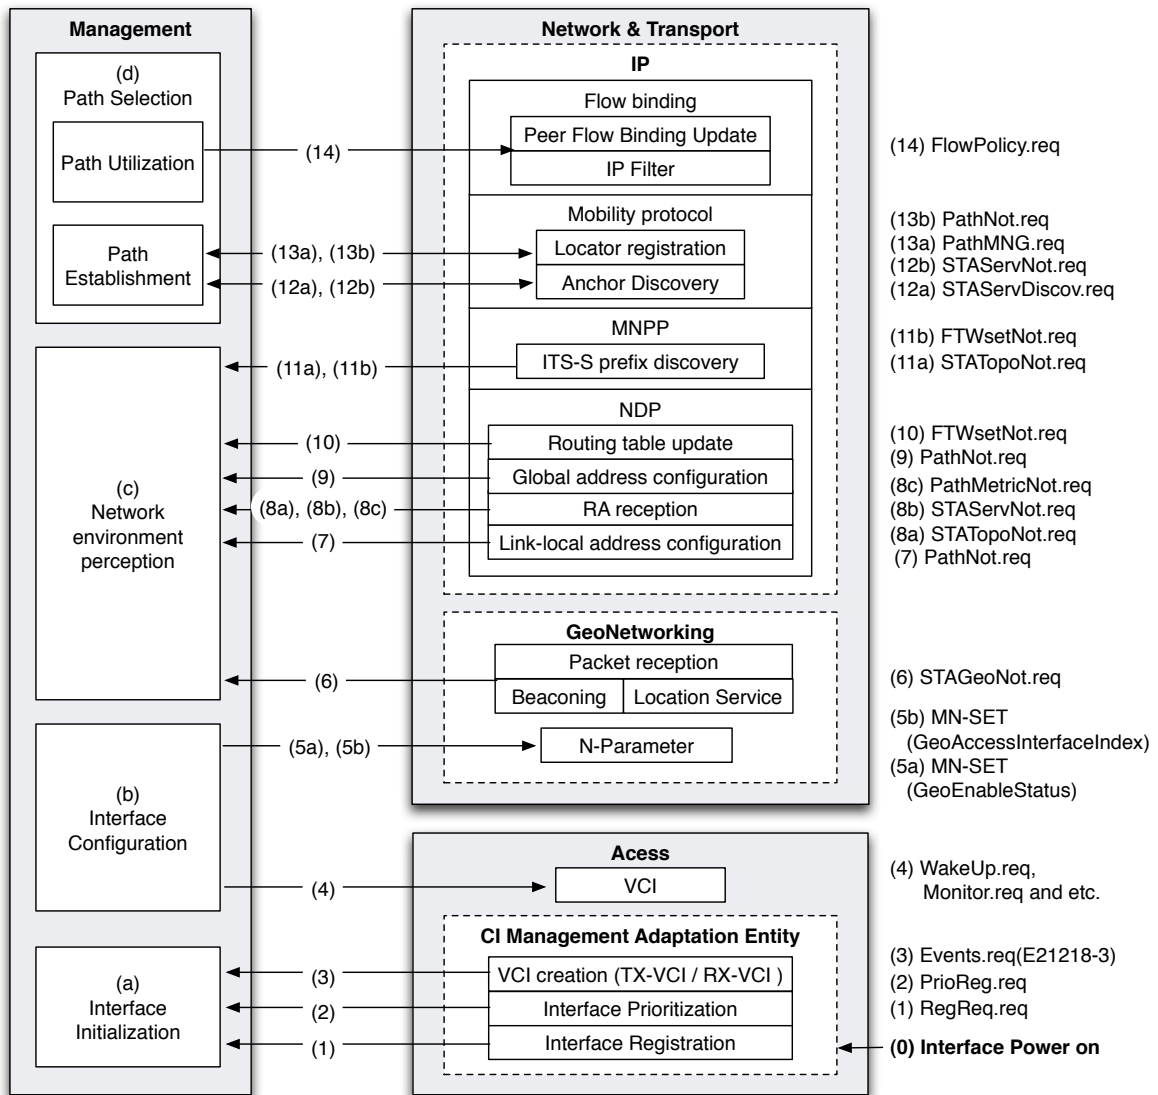 Management
(d)
Path Selection
Path Utilization
Path
Establishment
(c)
Network
environment
perception
(b)
Interface
Configuration
(a)
Interface
Initialization
(14)
(13a), (13b)
(12a), (12b)
(11a), (11b)
(10)
(9)
(8a), (8b), (8c)
(7)
(6)
(5a), (5b)
(4)
(3)
(2)
(1)
Network & Transport
IP
Flow binding
Peer Flow Binding Update
IP Filter
Mobility protocol
Locator registration
Anchor Discovery
MNPP
ITS-S prefix discovery
NDP
Routing table update
Global address configuration
RA reception
Link-local address configuration
GeoNetworking
Packet reception
Beaconing
Location Service
N-Parameter
Acess
VCI
CI Management Adaptation Entity
VCI creation (TX-VCI / RX-VCI )
Interface Prioritization
Interface Registration
(14) FlowPolicy.req
(13b) PathNot.req
(13a) PathMNG.req
(12b) STAServNot.req
(12a) STAServDiscov.req
(11b) FTWsetNot.req
(11a) STATopoNot.req
(10) FTWsetNot.req
(9) PathNot.req
(8c) PathMetricNot.req
(8b) STAServNot.req
(8a) STATopoNot.req
(7) PathNot.req
(6) STAGeoNot.req
(5b) MN-SET
(GeoAccessInterfaceIndex)
(5a) MN-SET
(GeoEnableStatus)
(4) WakeUp.req,
Monitor.req and etc.
(3) Events.req(E21218-3)
(2) PrioReg.req
(1) RegReq.req
(0) Interface Power on